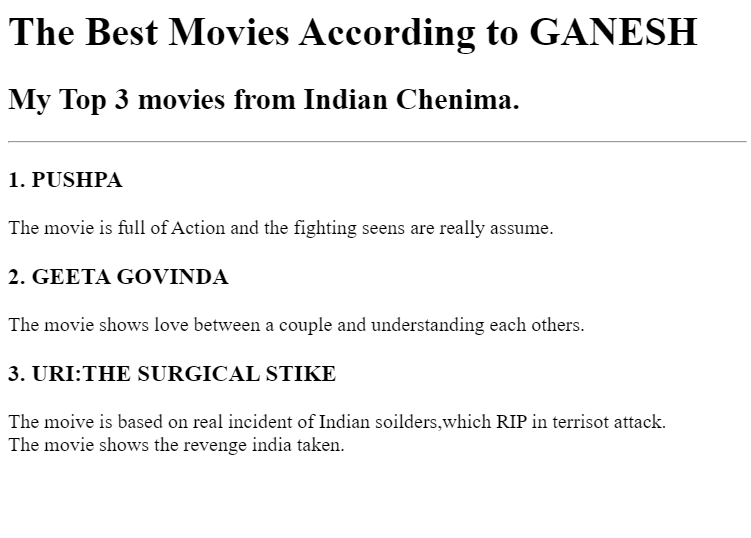 The Best Movies According to GANESH
My Top 3 movies from Indian Chenima.
1. PUSHPA
The movie is full of Action and the fighting seens are really assume.
2. GEETA GOVINDA
The movie shows love between a couple and understanding each others.
3. URI:THE SURGICAL STIKE
The moive is based on real incident of Indian soilders,which RIP in terrisot attack.
The movie shows the revenge india taken.